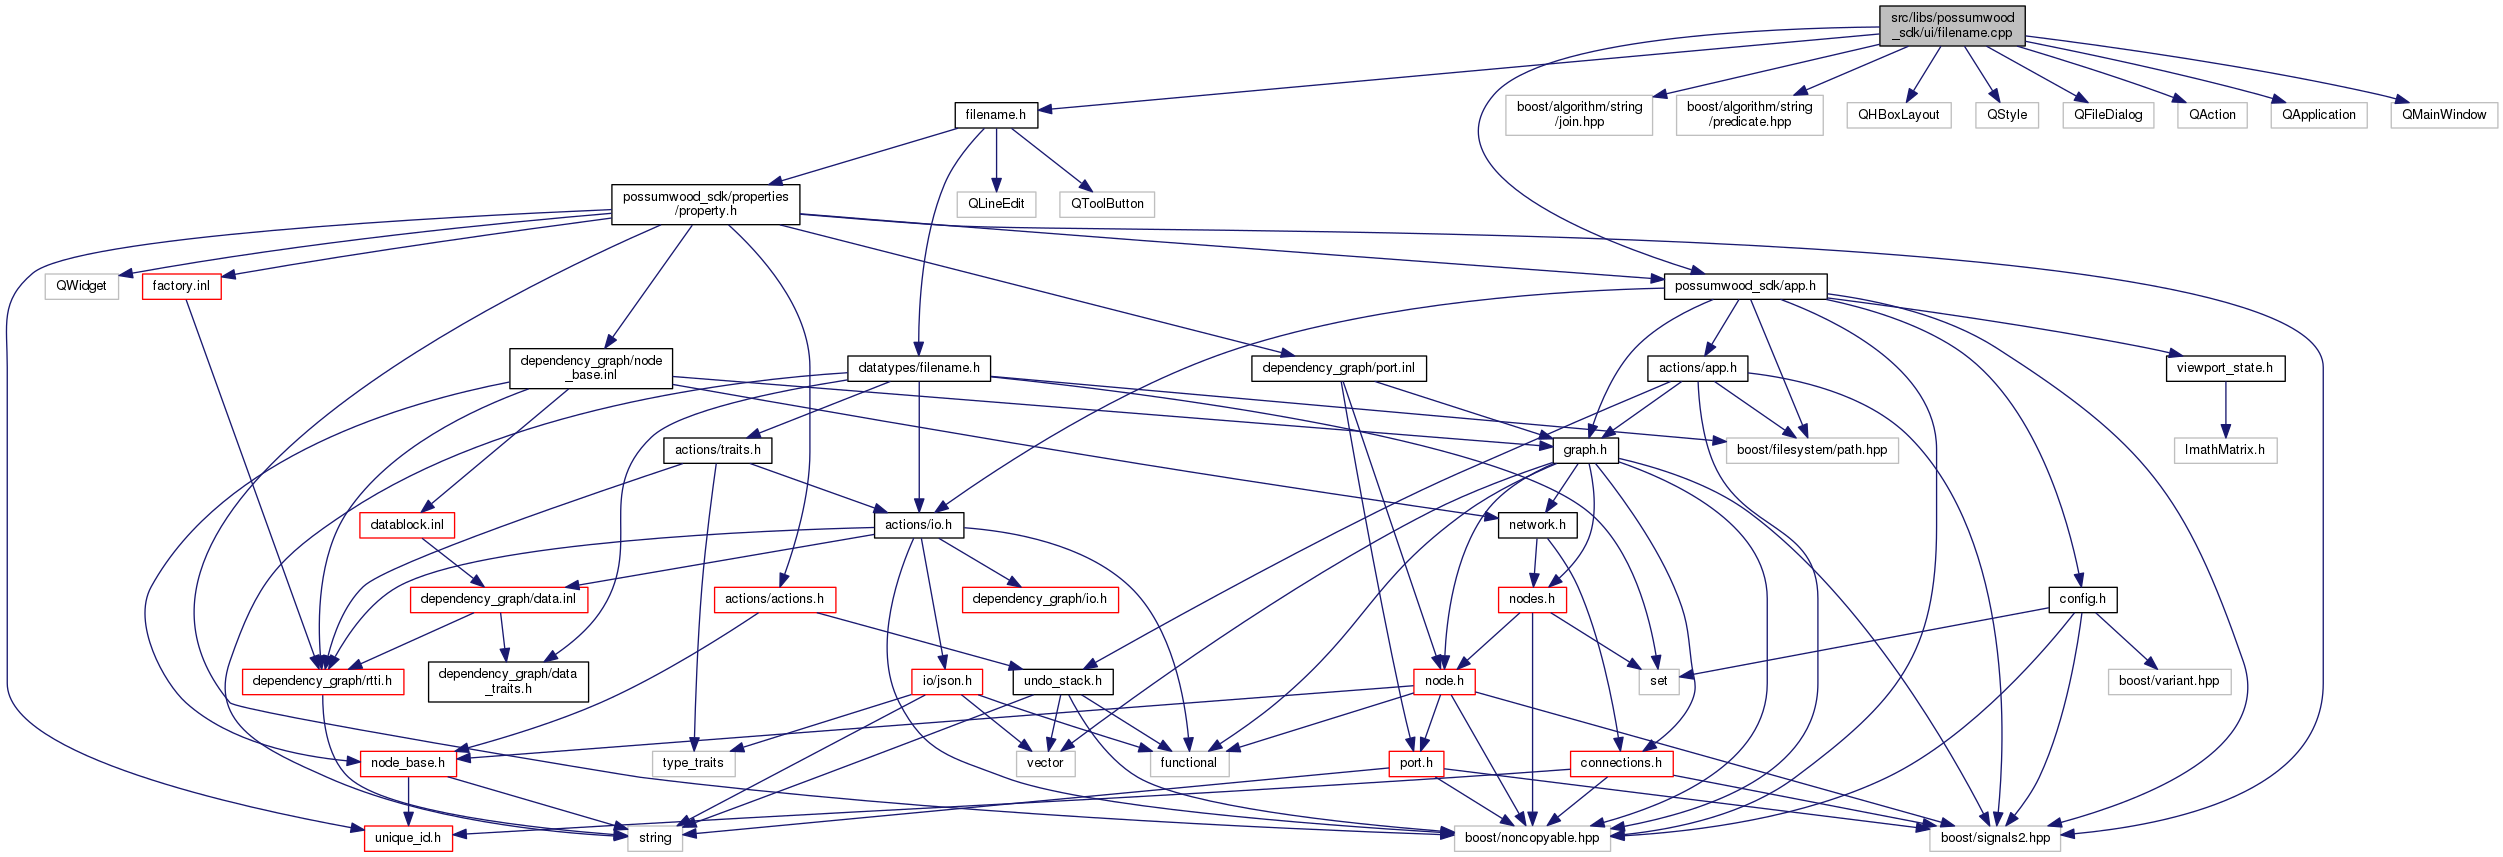 src/libs/possumwood
_sdk/ui/filename.cpp
filename.h
boost/algorithm/string
/join.hpp
boost/algorithm/string
/predicate.hpp
QHBoxLayout
QStyle
QFileDialog
QAction
QApplication
QMainWindow
possumwood_sdk/properties
/property.h
QLineEdit
QToolButton
QWidget
factory.inl
possumwood_sdk/app.h
dependency_graph/node
_base.inl
datatypes/filename.h
dependency_graph/port.inl
actions/app.h
viewport_state.h
actions/traits.h
graph.h
boost/filesystem/path.hpp
ImathMatrix.h
datablock.inl
actions/io.h
network.h
dependency_graph/data.inl
actions/actions.h
dependency_graph/io.h
nodes.h
config.h
dependency_graph/rtti.h
dependency_graph/data
_traits.h
io/json.h
undo_stack.h
node.h
set
boost/variant.hpp
node_base.h
type_traits
vector
functional
port.h
connections.h
unique_id.h
string
boost/noncopyable.hpp
boost/signals2.hpp